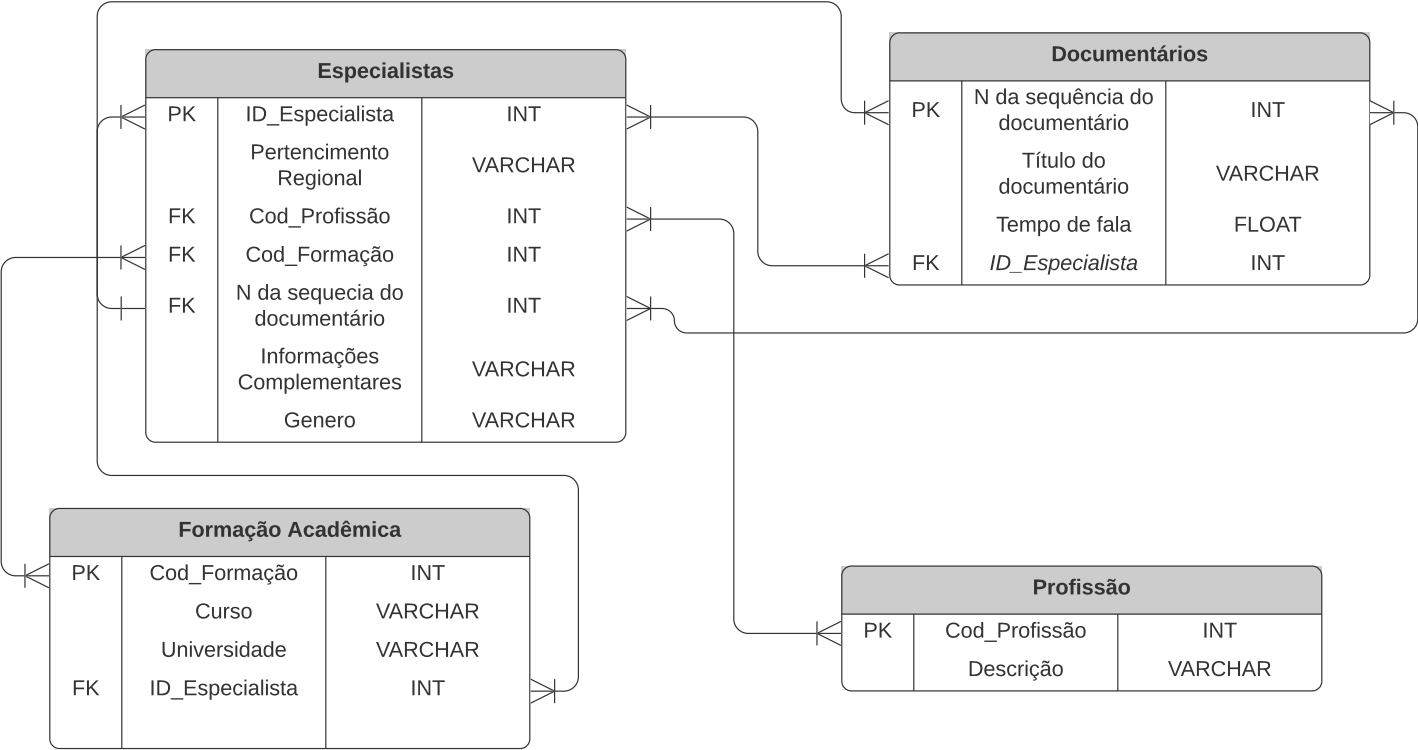 Especialistas
PK ID_Especialista INT
Pertencimento
Regional
VARCHAR
FK Cod_Profissão INT
FK Cod_Formação INT
FK
N da sequecia do
documentário
INT
Informações
Complementares
VARCHAR
Genero VARCHAR
Documentários
PK
N da sequência do
documentário
INT
Título do
documentário
VARCHAR
Tempo de fala FLOAT
FK ID_Especialista INT
Formação Acadêmica
PK Cod_Formação INT
Curso VARCHAR
Universidade VARCHAR
FK ID_Especialista INT
Profissão
PK Cod_Profissão INT
Descrição VARCHAR